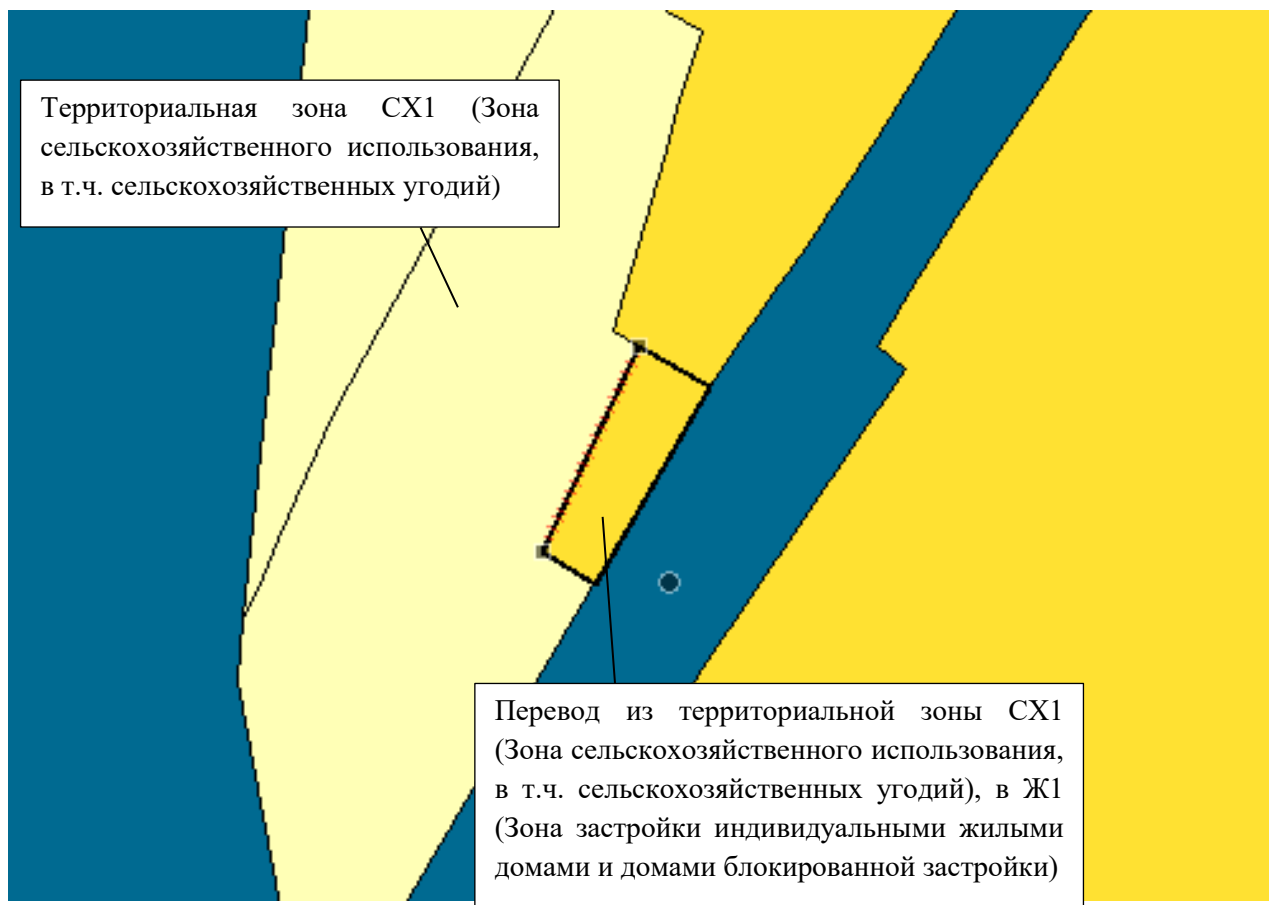 Территориальная зона СХ1 (Зона
сельскохозяйственного использования,
в т.ч. сельскохозяйственных угодий)
Перевод из территориальной зоны СХ1
(Зона сельскохозяйственного использования,
в т.ч. сельскохозяйственных угодий), в Ж1
(Зона застройки индивидуальными жилыми
домами и домами блокированной застройки)